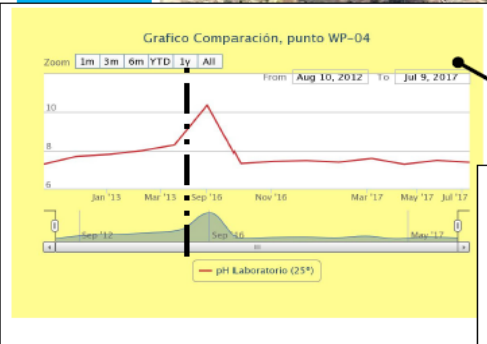 Grafico Comparación, punto WP-04
Zoom 1m 3m 6m YTD 1y All
From Aug 10, 2012 To Jul 9, 2017
10
8
6
Jan '13 Mar '13 Sep '16 Nov '16 Mar '17 May '17 Jul '17
Sep '12 Sep '16 May '17
pH lLaboratorio (25°)